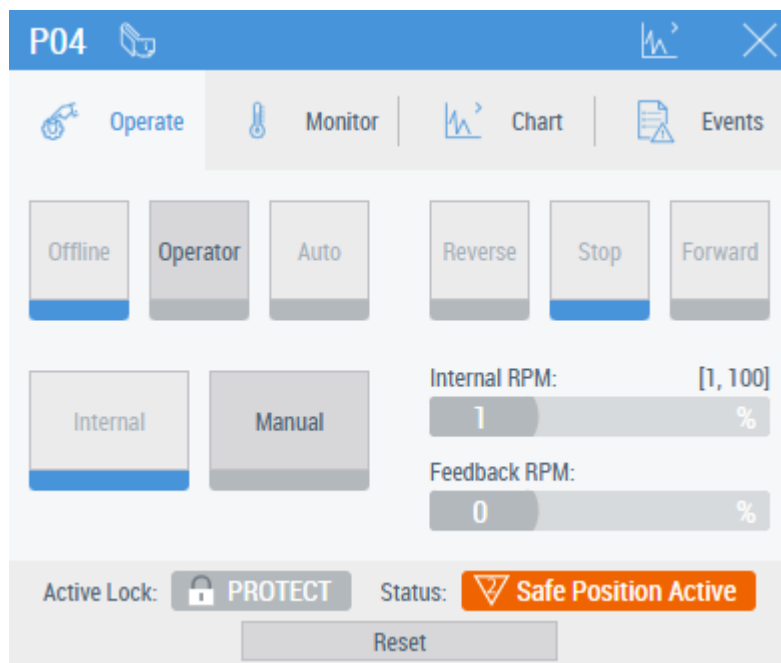 P04
Operate Monitor Chart Events
Offline Operator Auto Reverse Stop Forward
Internal Manual
Internal RPM: [1, 100]
1 %
Feedback RPM:
0 %
Active Lock: PROTECT Status: ? Safe Position Active
Reset